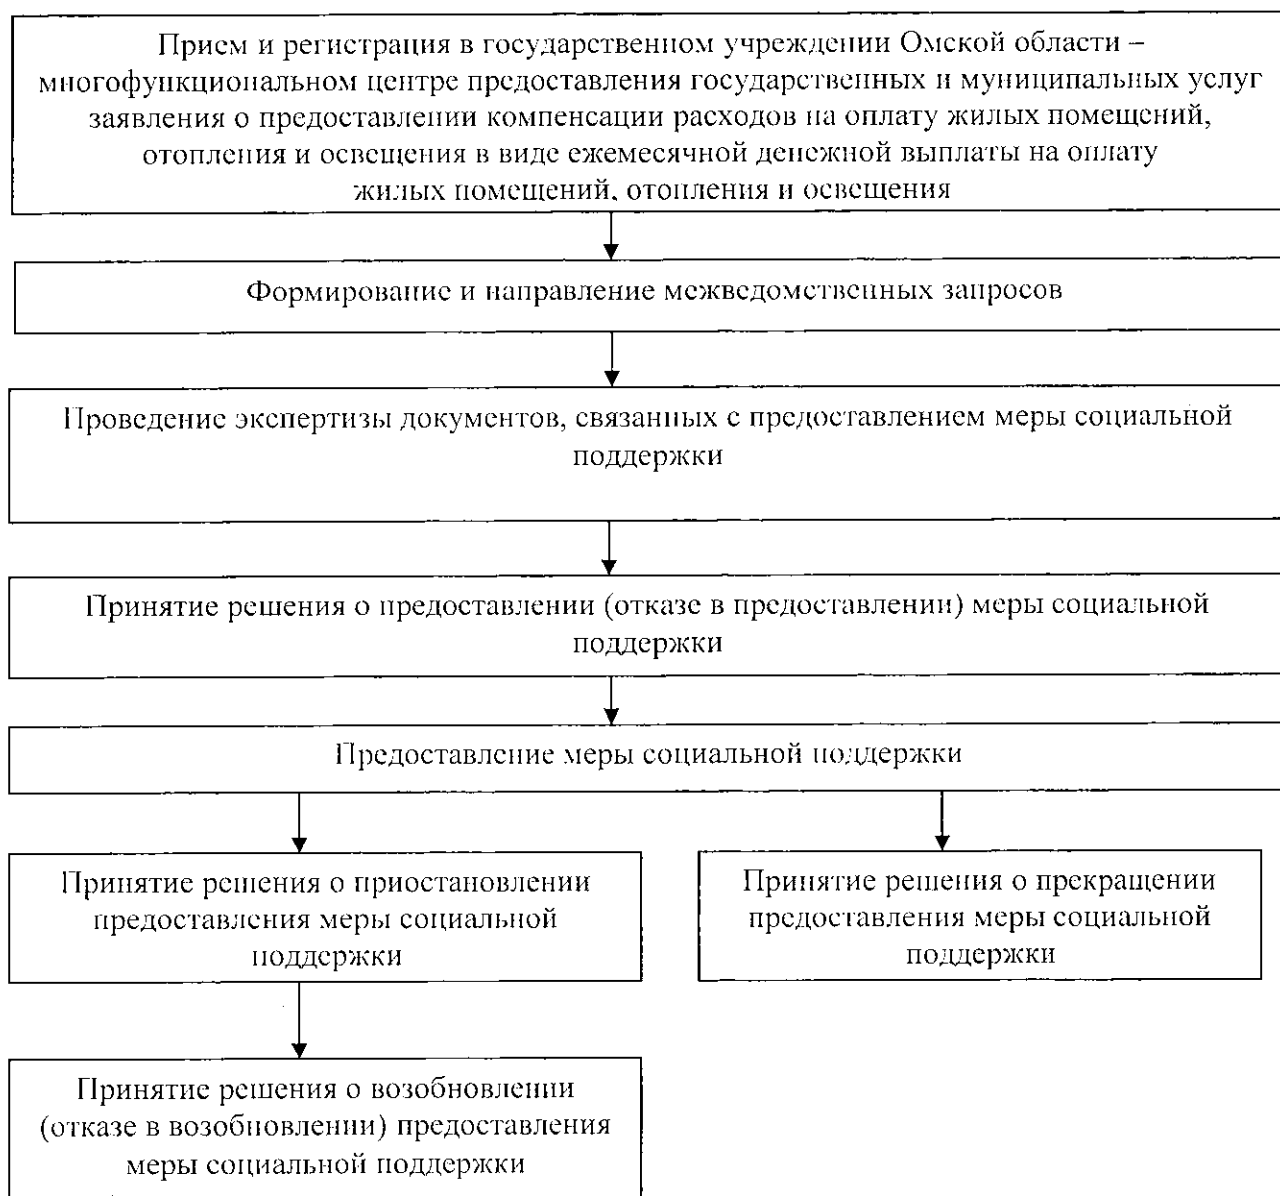 Прием и регистрация в государственном учреждении Омской области –
многофункциональном центре предоставления государственных и муниципальных услуг
заявления о предоставлении компенсации расходов на оплату жилых помещений,
отопления и освещения в виде ежемесячной денежной выплаты на оплату
жилых помещений, отопления и освещения
Формирование и направление межведомственных запросов
Проведение экспертизы документов, связанных с предоставлением меры социальной
поддержки
Принятие решения о предоставлении (отказе в предоставлении) меры социальной
поддержки
Предоставление меры социальной поддержки
Принятие решения о приостановлении
предоставления меры социальной
поддержки
Принятие решения о прекращении
предоставления меры социальной
поддержки
Принятие решения о возобновлении
(отказе в возобновлении) предоставления
меры социальной поддержки